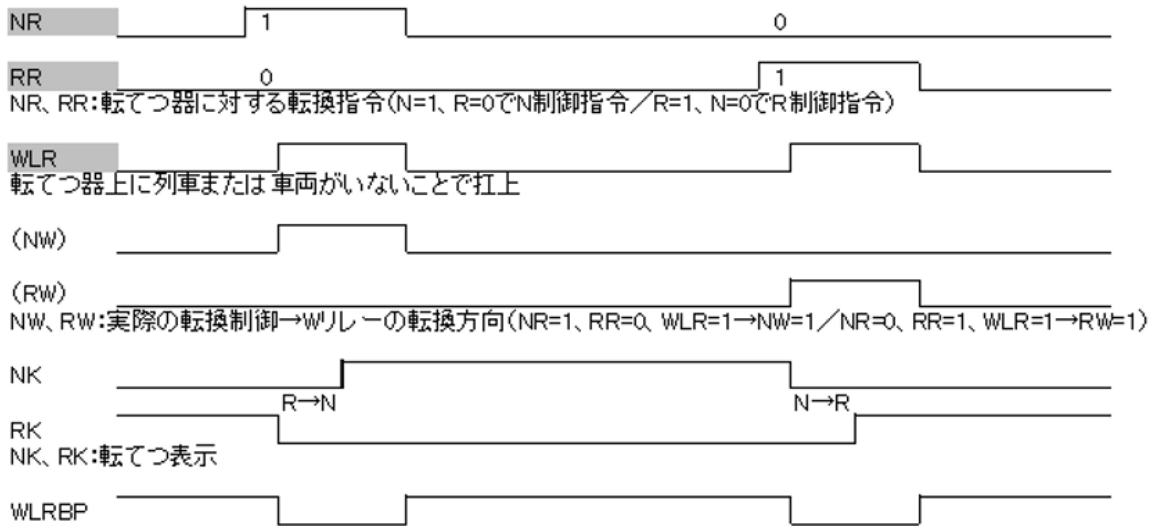 NR 1 0
RR 0 1
NR、RR:転てつ器に対する転換指令(N=1、R=0でN制御指令/R=1、N=0でR制御指令)
WLR
転てつ器上に列車または車両がいないことで扛上
(NW)
(RW)
NW、RW:実際の転換制御→Wリレーの転換方向(NR=1、RR=0、WLR=1→NW=1/NR=0、RR=1、WLR=1→RW=1)
NK
R→N N→R
RK
NK、RK:転てつ表示
WLRBP